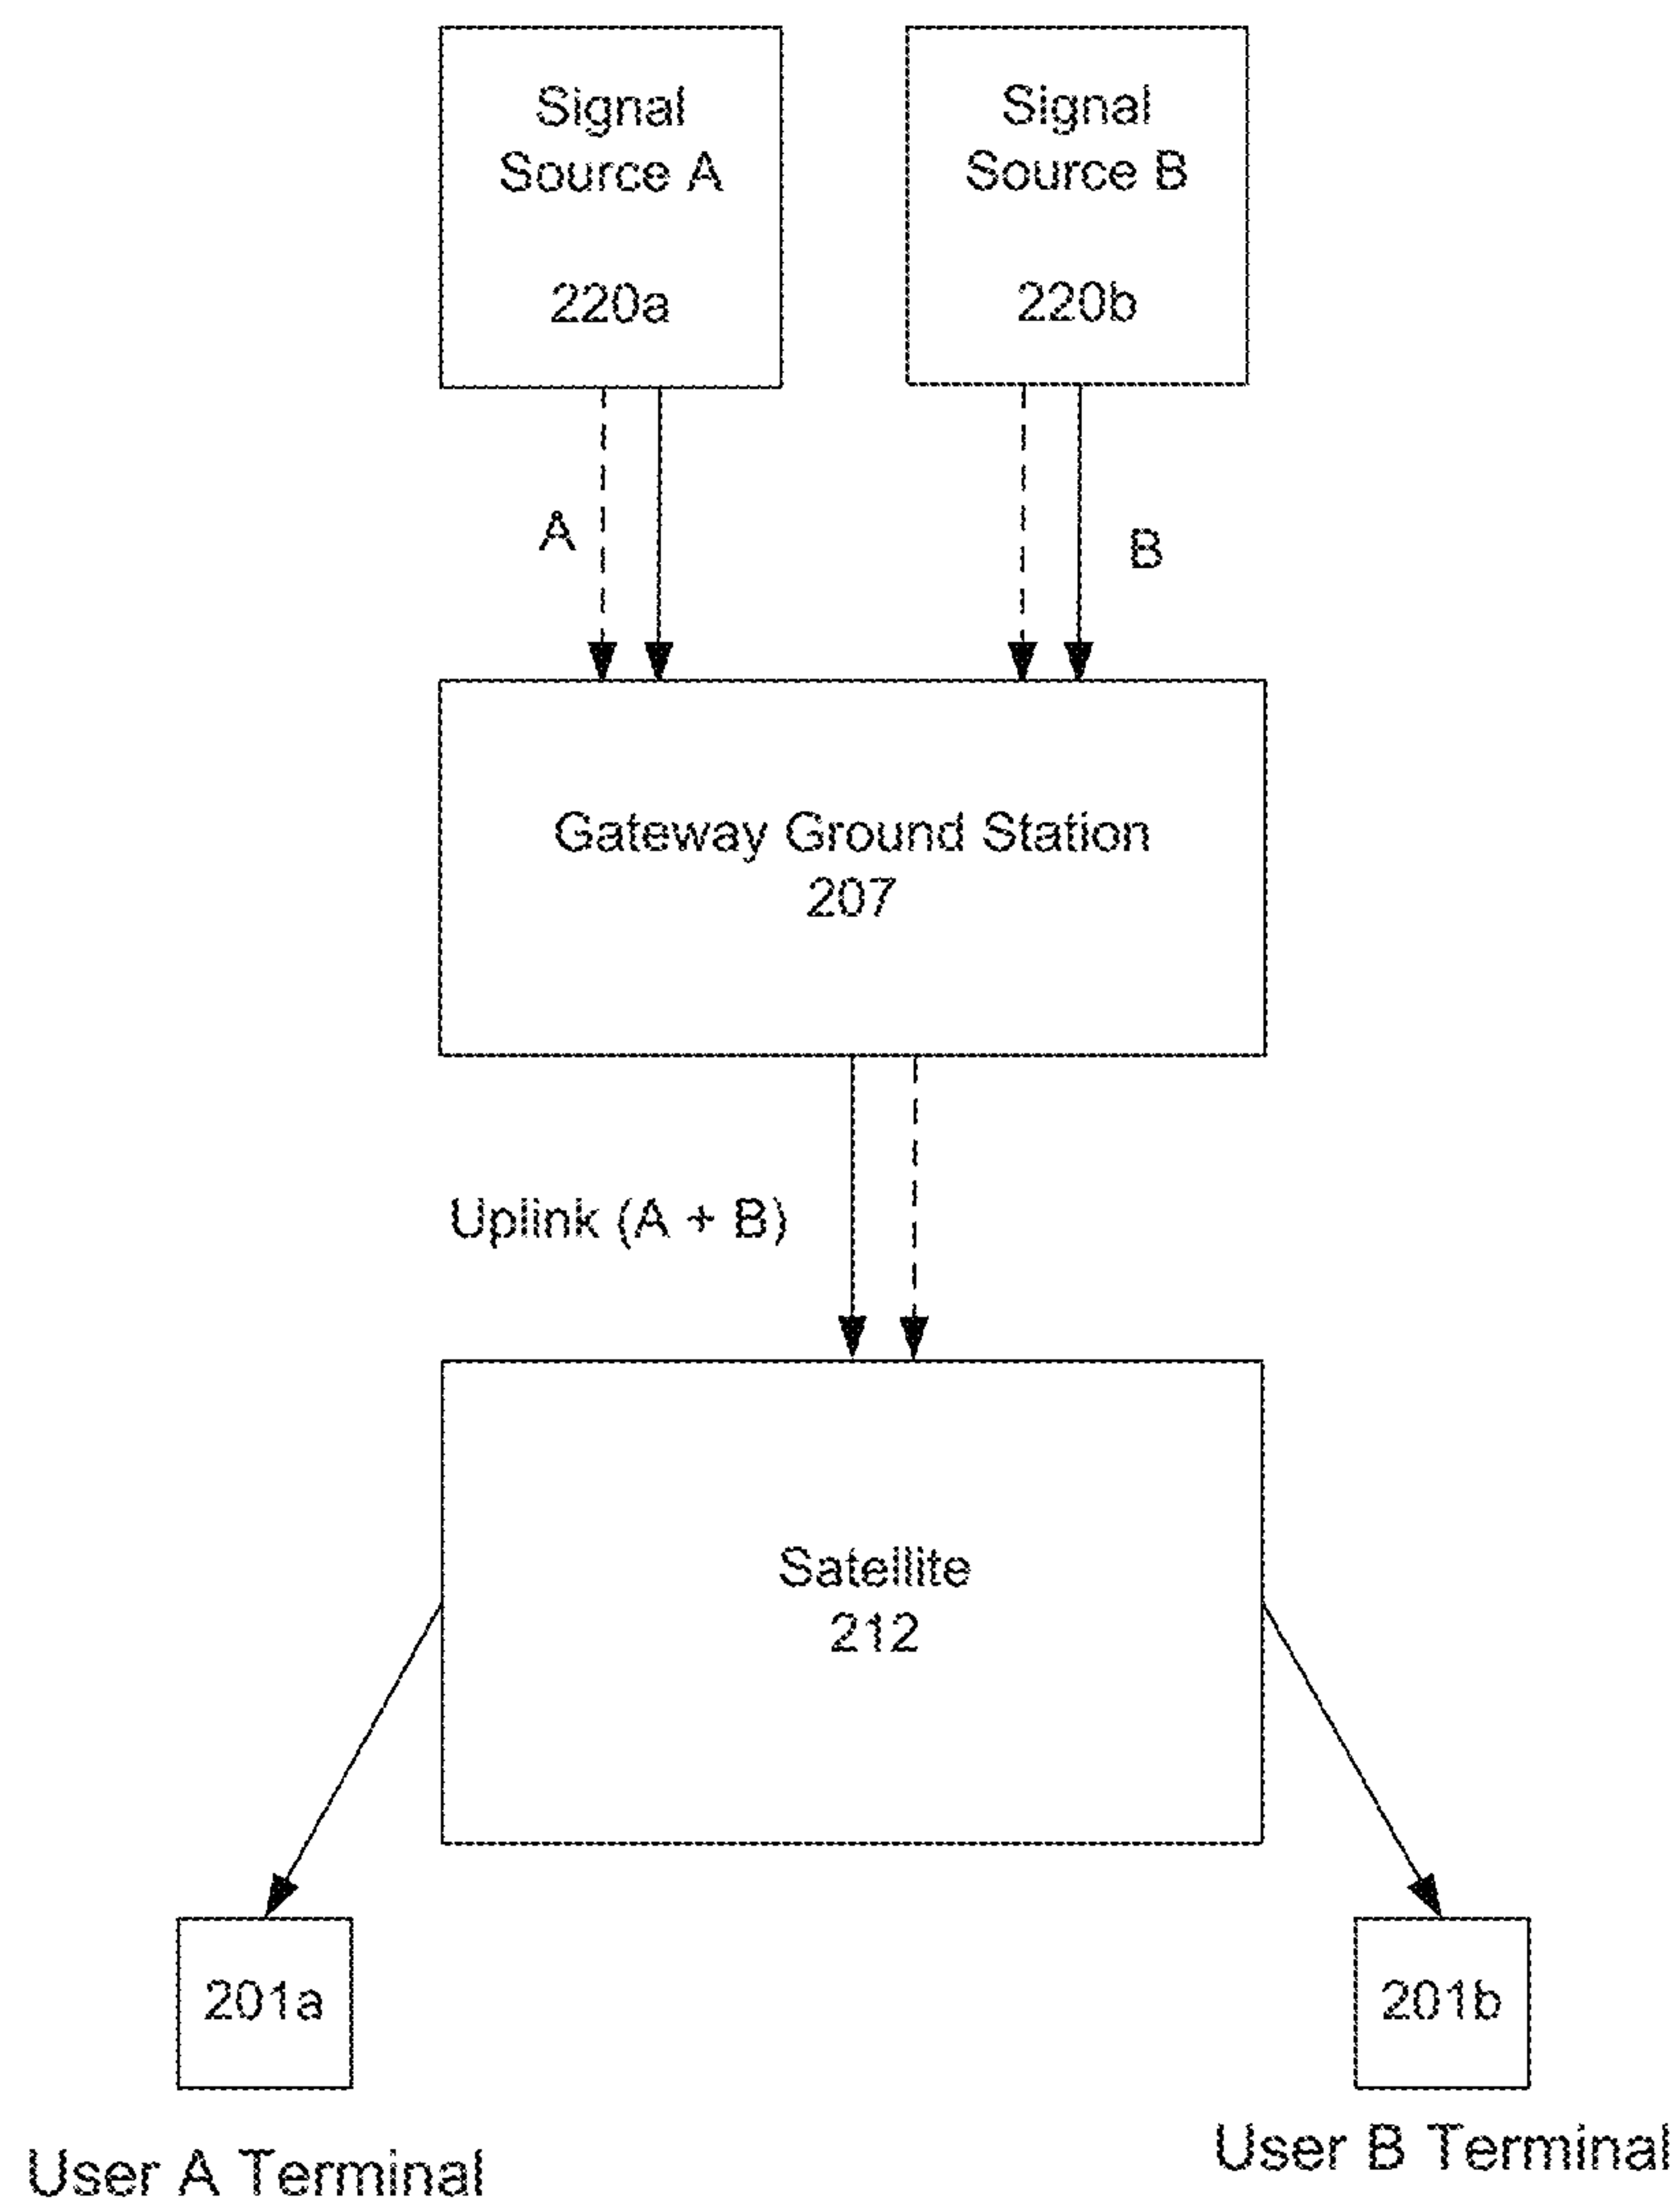 Signal
Source A
220a
Signal
Source B
220b
A
B
Gateway Ground Station
207
Uplink (A + B)
Satellite
212
201a
201b
User A Terminal
User B Terminal